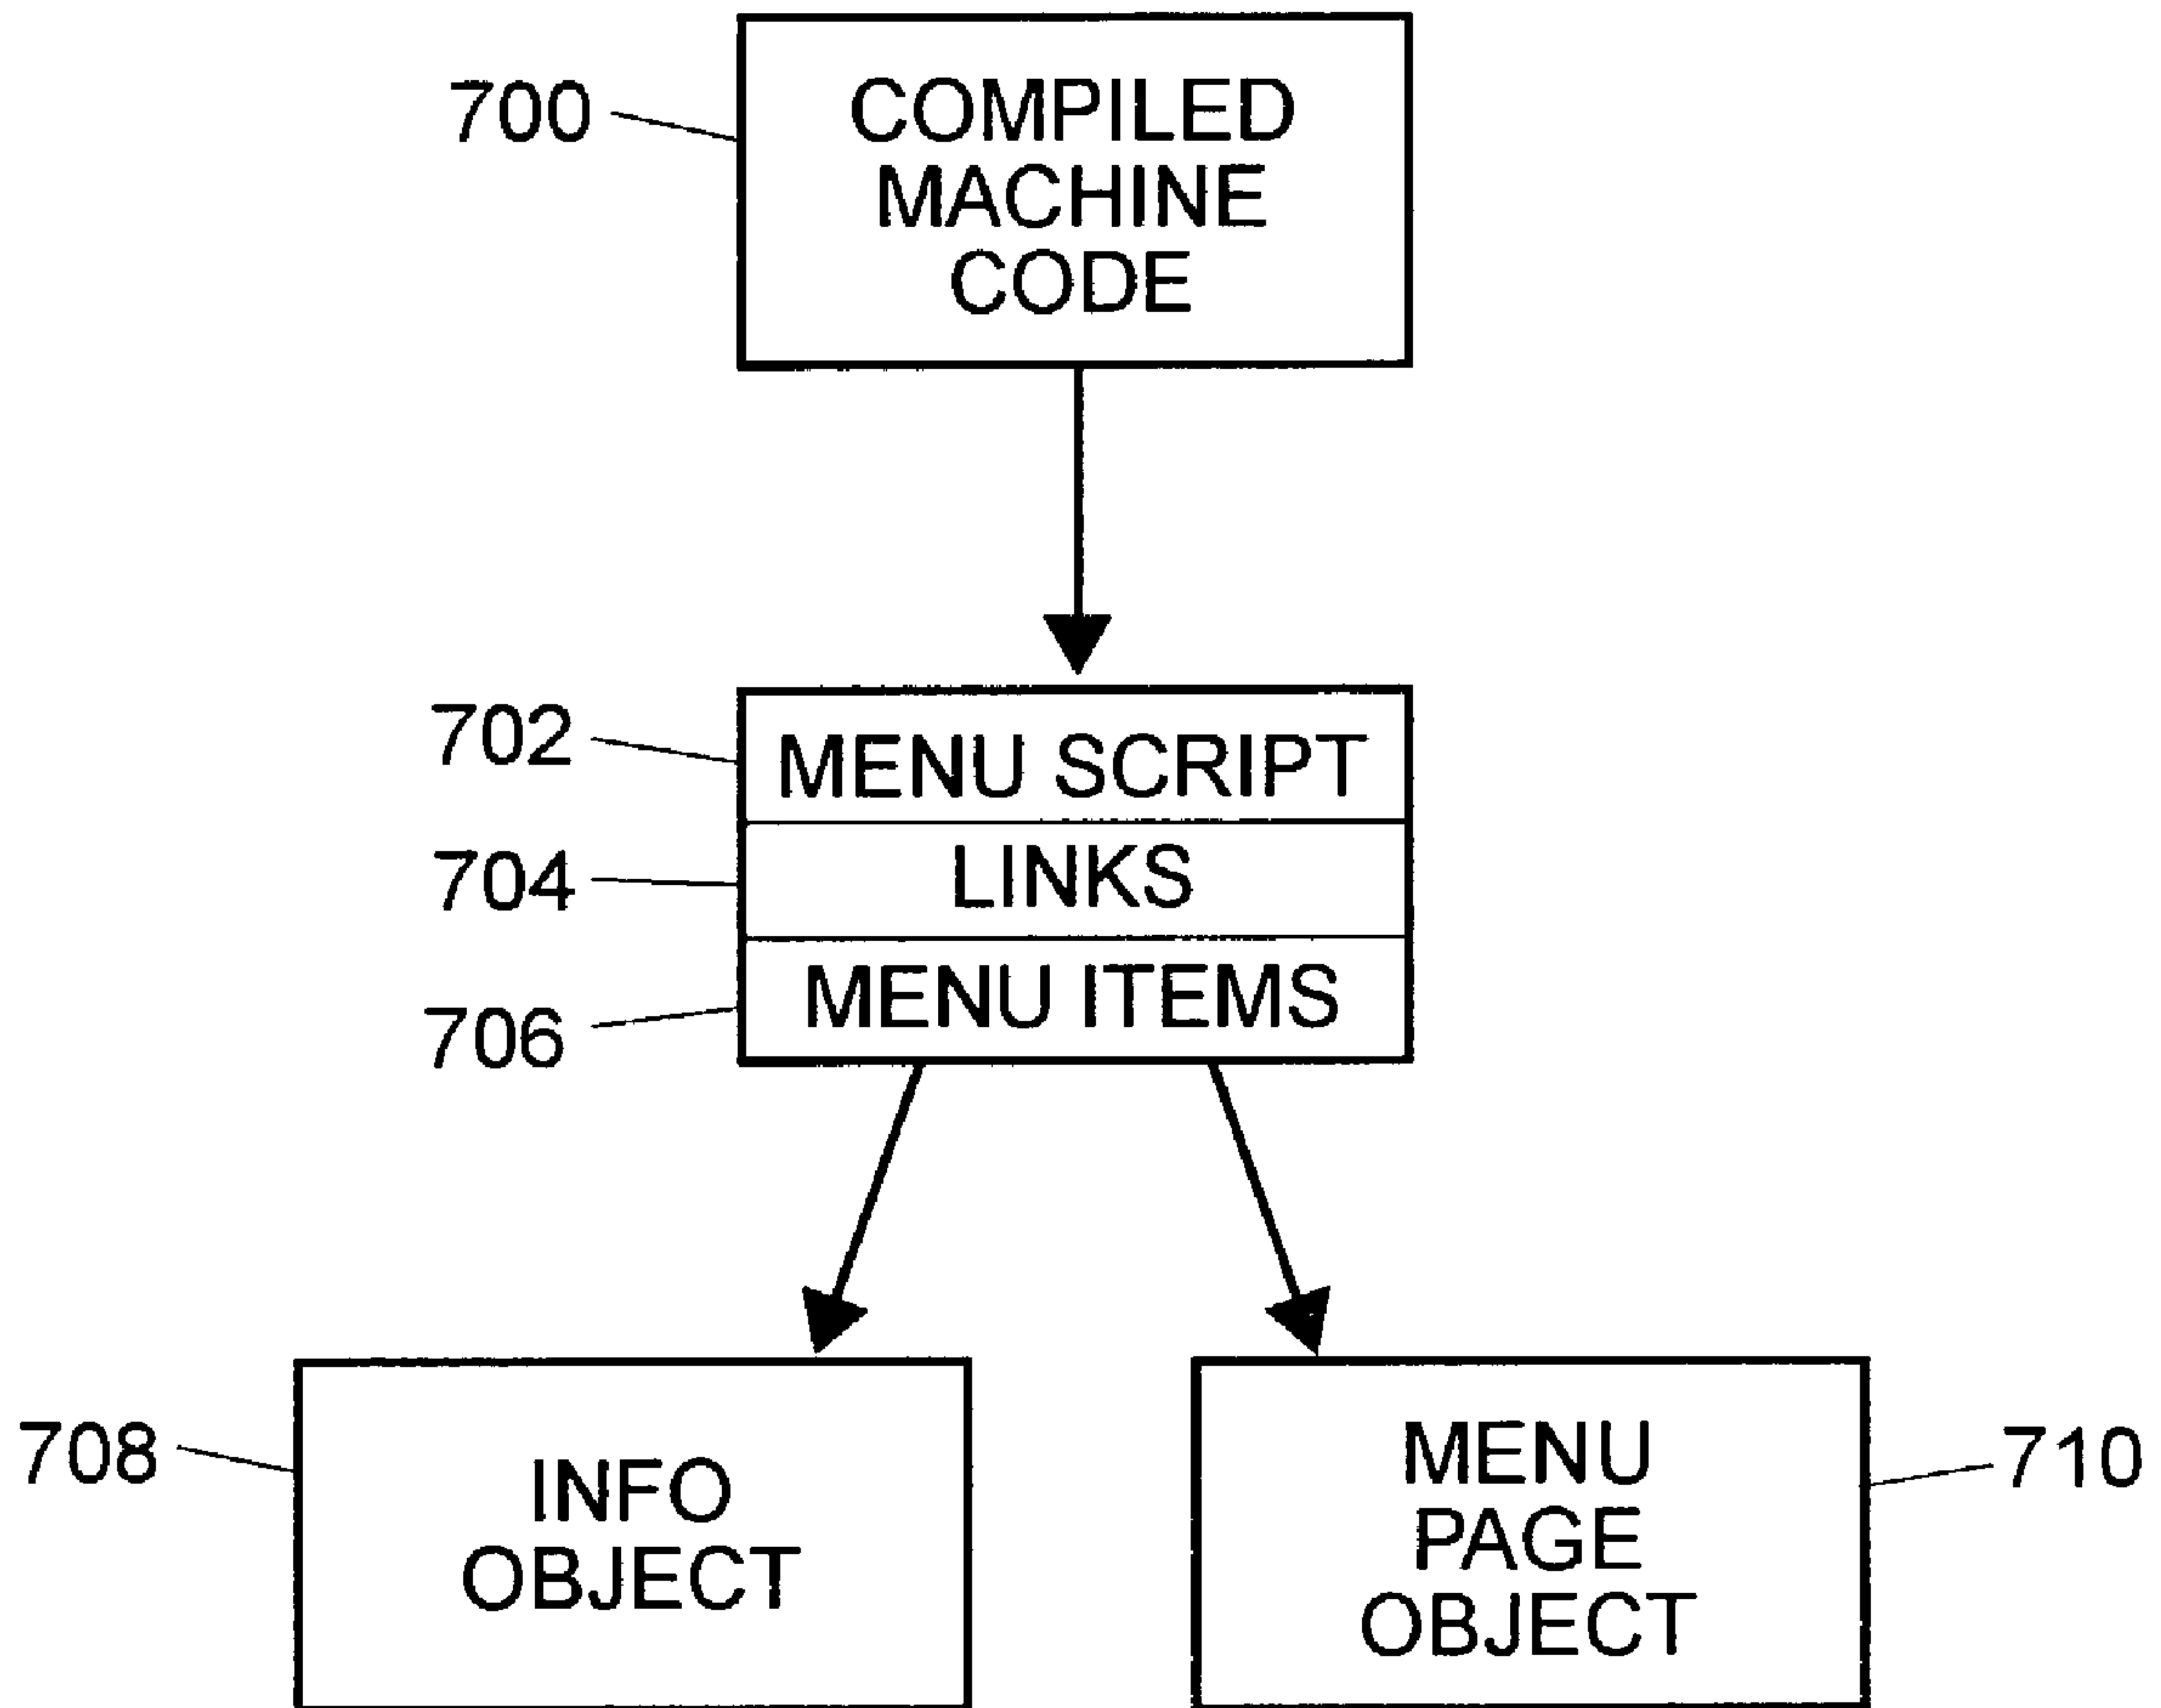 700
COMPILED
MACHINE
CODE
702
MENU SCRIPT
704
LINKS
706
MENU ITEMS
708
INFO
OBJECT
MENU
PAGE
OBJECT
710